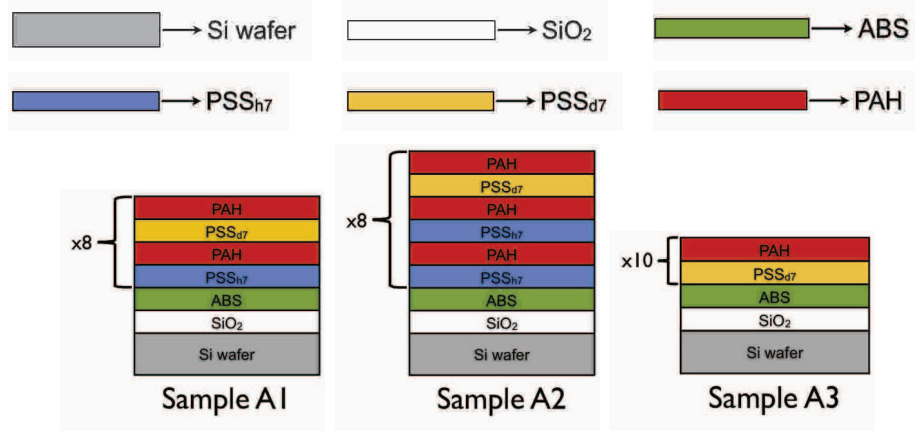 Si wafer
SiO₂
ABS
PSSh7
PSSd7
PAH
x8
PAH
PSSd7
PAH
PSSh7
ABS
SiO₂
Si wafer
Sample A1
x8
PAH
PSSd7
PAH
PSSh7
PAH
PSSh7
ABS
SiO₂
Si wafer
Sample A2
x10
PAH
PSSd7
ABS
SiO₂
Si wafer
Sample A3